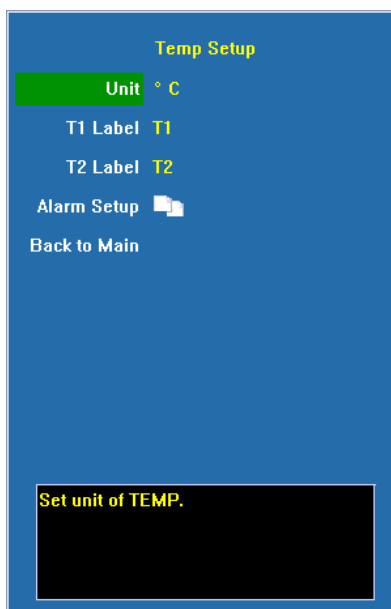 Temp Setup
Unit ° C
T1 Label T1
T2 Label T2
Alarm Setup
Back to Main
Set unit of TEMP.